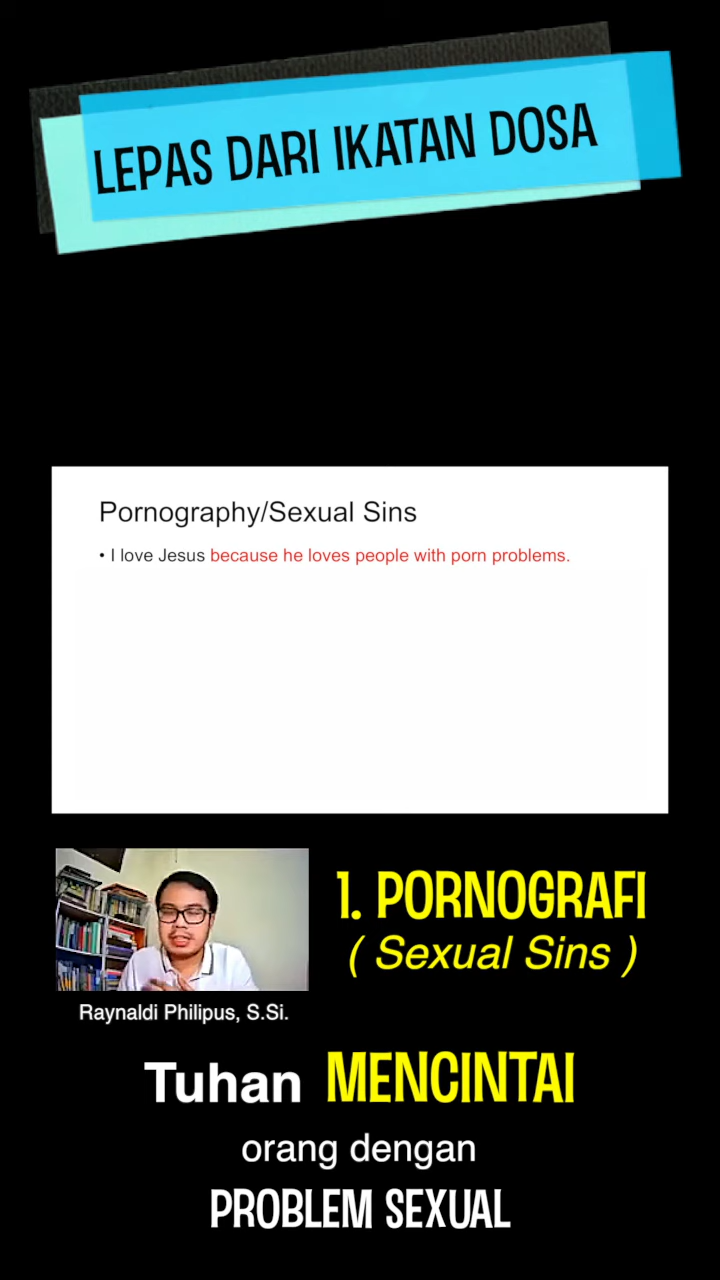 LEPAS DARI IKATAN DOSA
Pornography/Sexual Sins
• I love Jesus because he loves people with porn problems.
1. PORNOGRAFI
( Sexual Sins )
Raynaldi Philipus, S.Si.
Tuhan MENCINTAI
orang dengan
PROBLEM SEXUAL